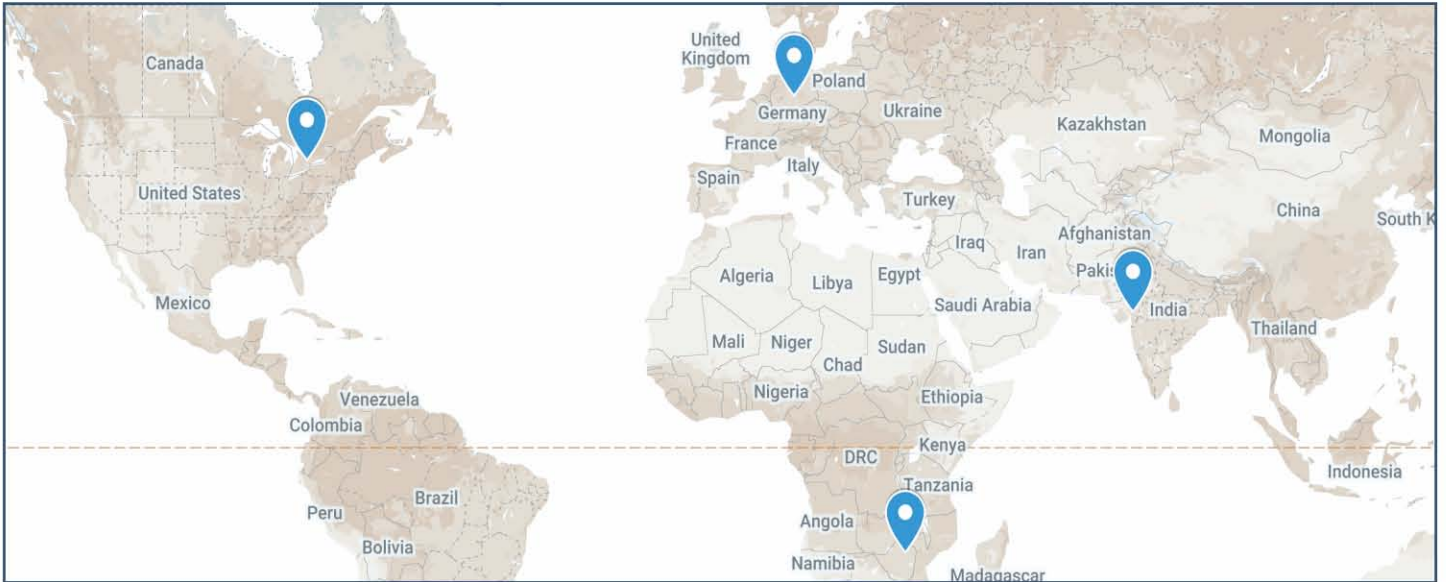 United
Kingdom
Canada
Poland
Germany
Ukraine
Kazakhstan
Mongolia
France
Italy
Spain
United States
Turkey
China
South K
Afghanistan
Iraq
Iran
Pakis
Algeria
Libya
Egypt
Saudi Arabia
Mexico
India
Thailand
Mali
Niger
Sudan
Chad
Nigeria
Ethiopia
Venezuela
Colombia
Kenya
DRC
Indonesia
Tanzania
Brazil
Peru
Angola
Bolivia
Namibia
Madagascar